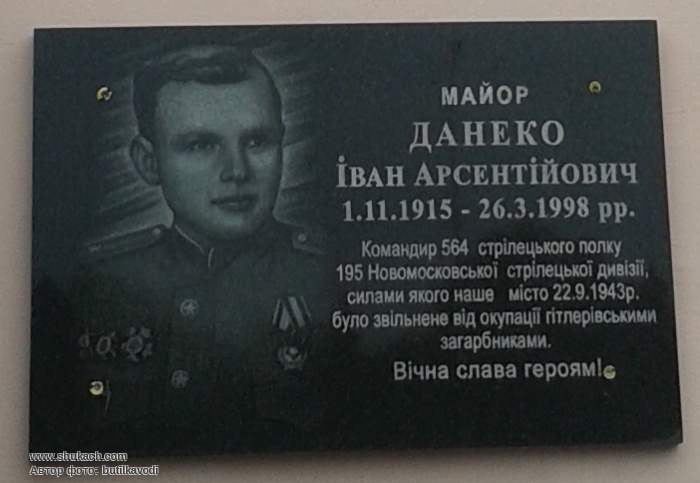 МАЙОР
ДАНЕКО
ІВАН АРСЕНТІЙОВИЧ
1.11.1915 - 26.3.1998 рр.
Командир 564 стрілецького полку
195 Новомосковської стрілецької дивізії,
силами якого наше місто 22.9.1943р.
було звільнене від окупації гітлерівськими
загарбниками.
Вічна слава героям!
www.shukach.com
Автор фото: butilkavodi